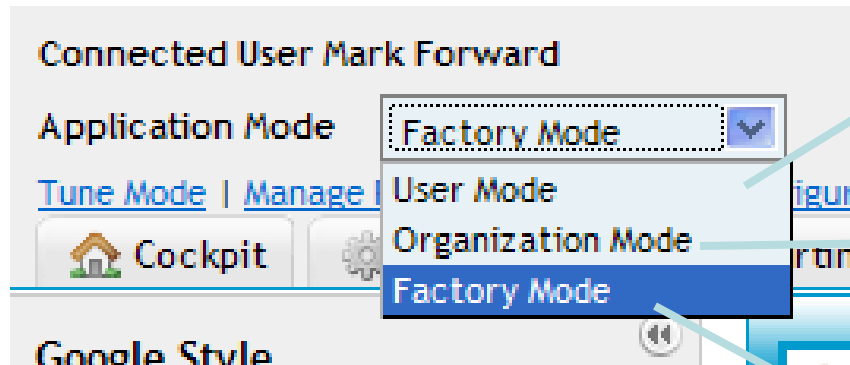 Connected User Mark Forward
Application Mode Factory Mode
Tune Mode | Manage
User Mode
Organization Mode
Cockpit
Factory Mode
Google Style